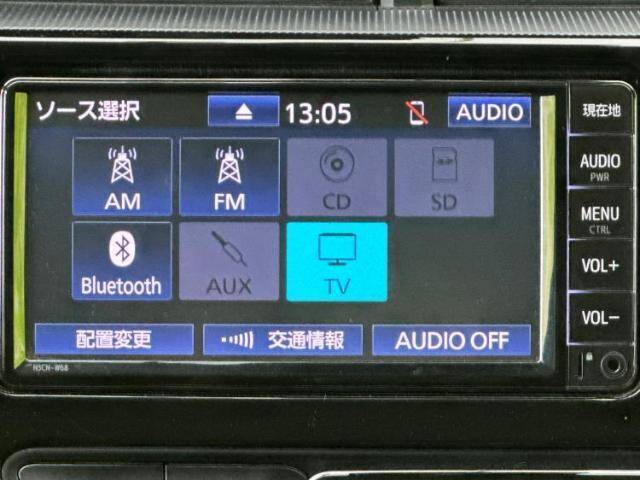 ソース選択 13:05 AUDIO
AM FM CD SD
Bluetooth AUX TV
配置変更 交通情報 AUDIO OFF
NSCN-W68
現在地
AUDIO
PWR
MENU
CTRL
VOL+
VOL-